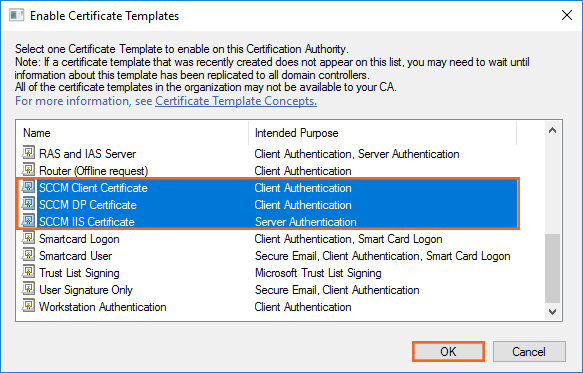 Enable Certificate Templates
Select one Certificate Template to enable on this Certification Authority.
Note: If a certificate template that was recently created does not appear on this list, you may need to wait until
information about this template has been replicated to all domain controllers.
All of the certificate templates in the organization may not be available to your CA.
For more information, see Certificate Template Concepts.
Name Intended Purpose
RAS and IAS Server Client Authentication, Server Authentication
Router (Offline request) Client Authentication
SCCM Client Certificate Client Authentication
SCCM DP Certificate Client Authentication
SCCM IIS Certificate Server Authentication
Smartcard Logon Client Authentication, Smart Card Logon
Smartcard User Secure Email, Client Authentication, Smart Card Logon
Trust List Signing Microsoft Trust List Signing
User Signature Only Secure Email, Client Authentication
Workstation Authentication Client Authentication
OK Cancel